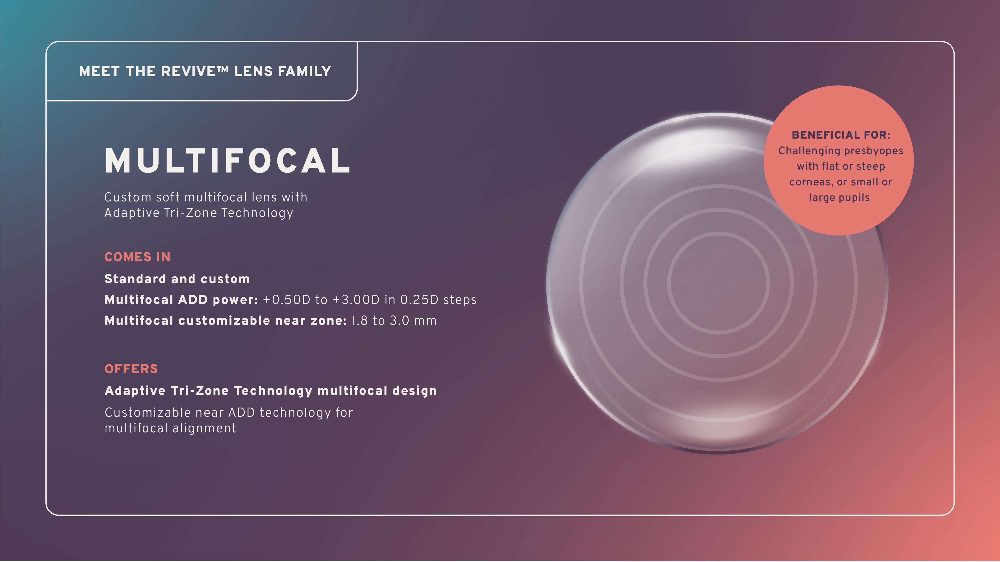 MEET THE REVIVE™ LENS FAMILY
MULTIFOCAL
Custom soft multifocal lens with
Adaptive Tri-Zone Technology
COMES IN
Standard and custom
Multifocal ADD power: +0.50D to +3.00D in 0.25D steps
Multifocal customizable near zone: 1.8 to 3.0 mm
OFFERS
Adaptive Tri-Zone Technology multifocal design
Customizable near ADD technology for
multifocal alignment
BENEFICIAL FOR:
Challenging presbyopes
with flat or steep
corneas, or small or
large pupils